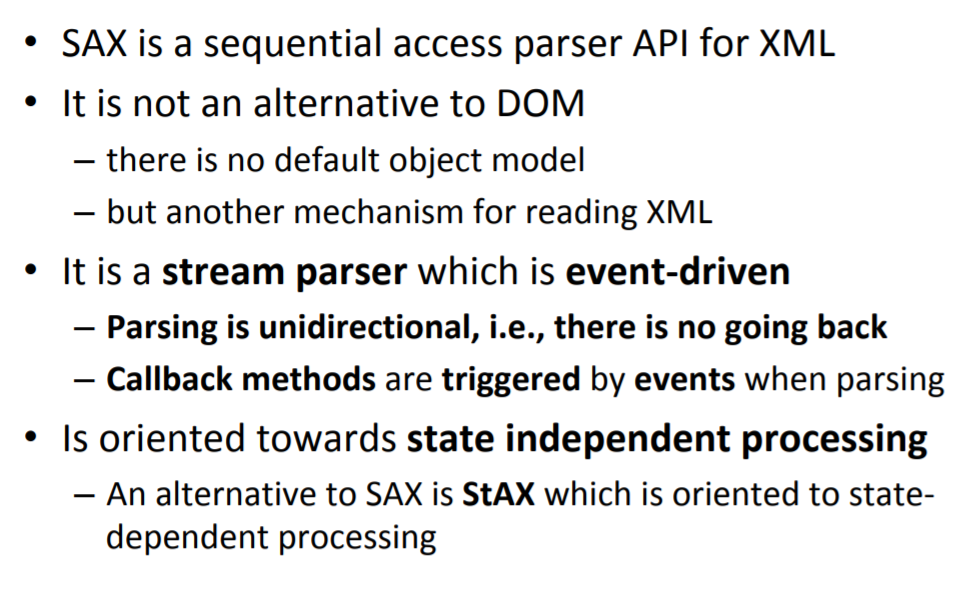 • SAX is a sequential access parser API for XML
• It is not an alternative to DOM
– there is no default object model
– but another mechanism for reading XML
• It is a stream parser which is event-driven
– Parsing is unidirectional, i.e., there is no going back
– Callback methods are triggered by events when parsing
• Is oriented towards state independent processing
– An alternative to SAX is StAX which is oriented to state-
dependent processing